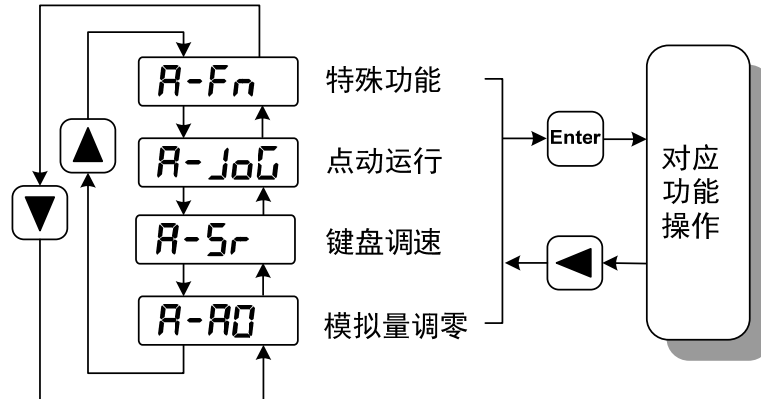 A-Fn 特殊功能
A-JoG 点动运行
A-Sr 键盘调速
A-A0 模拟量调零
Enter
对应
功能
操作